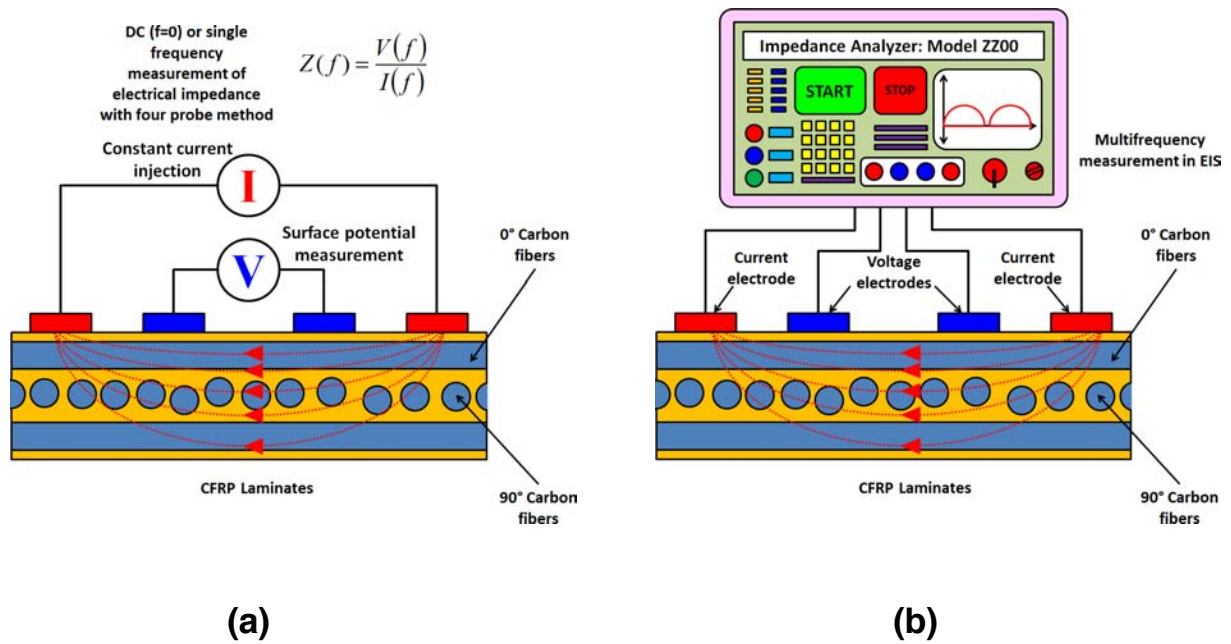 DC (f=0) or single
frequency
measurement of
electrical impedance
with four probe method
Z(f) = V(f) / I(f)
Constant current
injection
I
Surface potential
measurement
V
0° Carbon
fibers
CFRP Laminates
90° Carbon
fibers
(a)
Impedance Analyzer: Model ZZ00
START
STOP
Multifrequency
measurement in EIS
Current
electrode
Voltage
electrodes
Current
electrode
0° Carbon
fibers
CFRP Laminates
90° Carbon
fibers
(b)